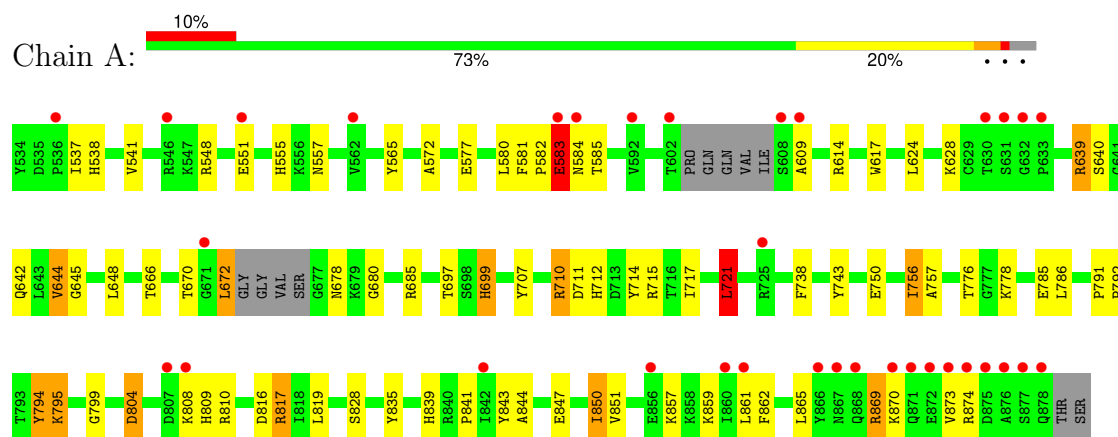 10%
Chain A:
73%
20%
Y534 D535 P536 I537 H538 V541 R546 K547 R548 E551 H555 K556 N557 V562 Y565 A572 E577 L580 F581 P582 E583 N584 T585 V592 T602 PRO GLN GLN VAL ILE S608 A609 R614 W617 L624 K628 C629 T630 S631 G632 P633 R639 S640 G641
Q642 L643 V644 G645 L648 T666 T670 G671 L672 GLY GLY VAL SER G677 N678 K679 G680 R685 T697 S698 H699 Y707 R710 D711 H712 D713 Y714 R715 T716 I717 L721 R725 F738 Y743 E750 I756 A757 T776 G777 K778 E785 L786 P791 P792
T793 Y794 K795 G799 D804 D807 K808 H809 R810 D816 R817 I818 L819 S828 Y835 H839 R840 P841 I842 Y843 A844 E847 I850 V851 E856 K857 K858 K859 I860 L861 F862 L865 Y866 N867 Q868 R869 K870 Q871 E872 V873 R874 D875 A876 S877 Q878 THR SER